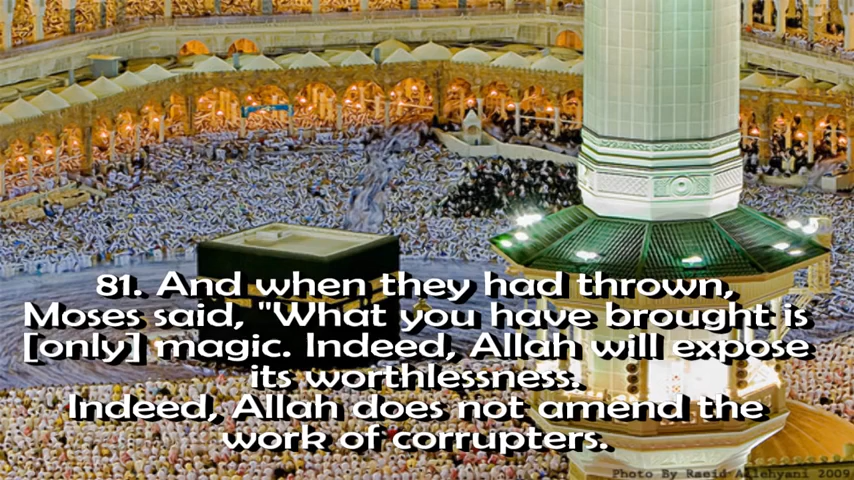 81. And when they had thrown,
Moses said, "What you have brought is
[only] magic. Indeed, Allah will expose
its worthlessness.
Indeed, Allah does not amend the
work of corrupters.
Photo By Raeid Allehyani 2009